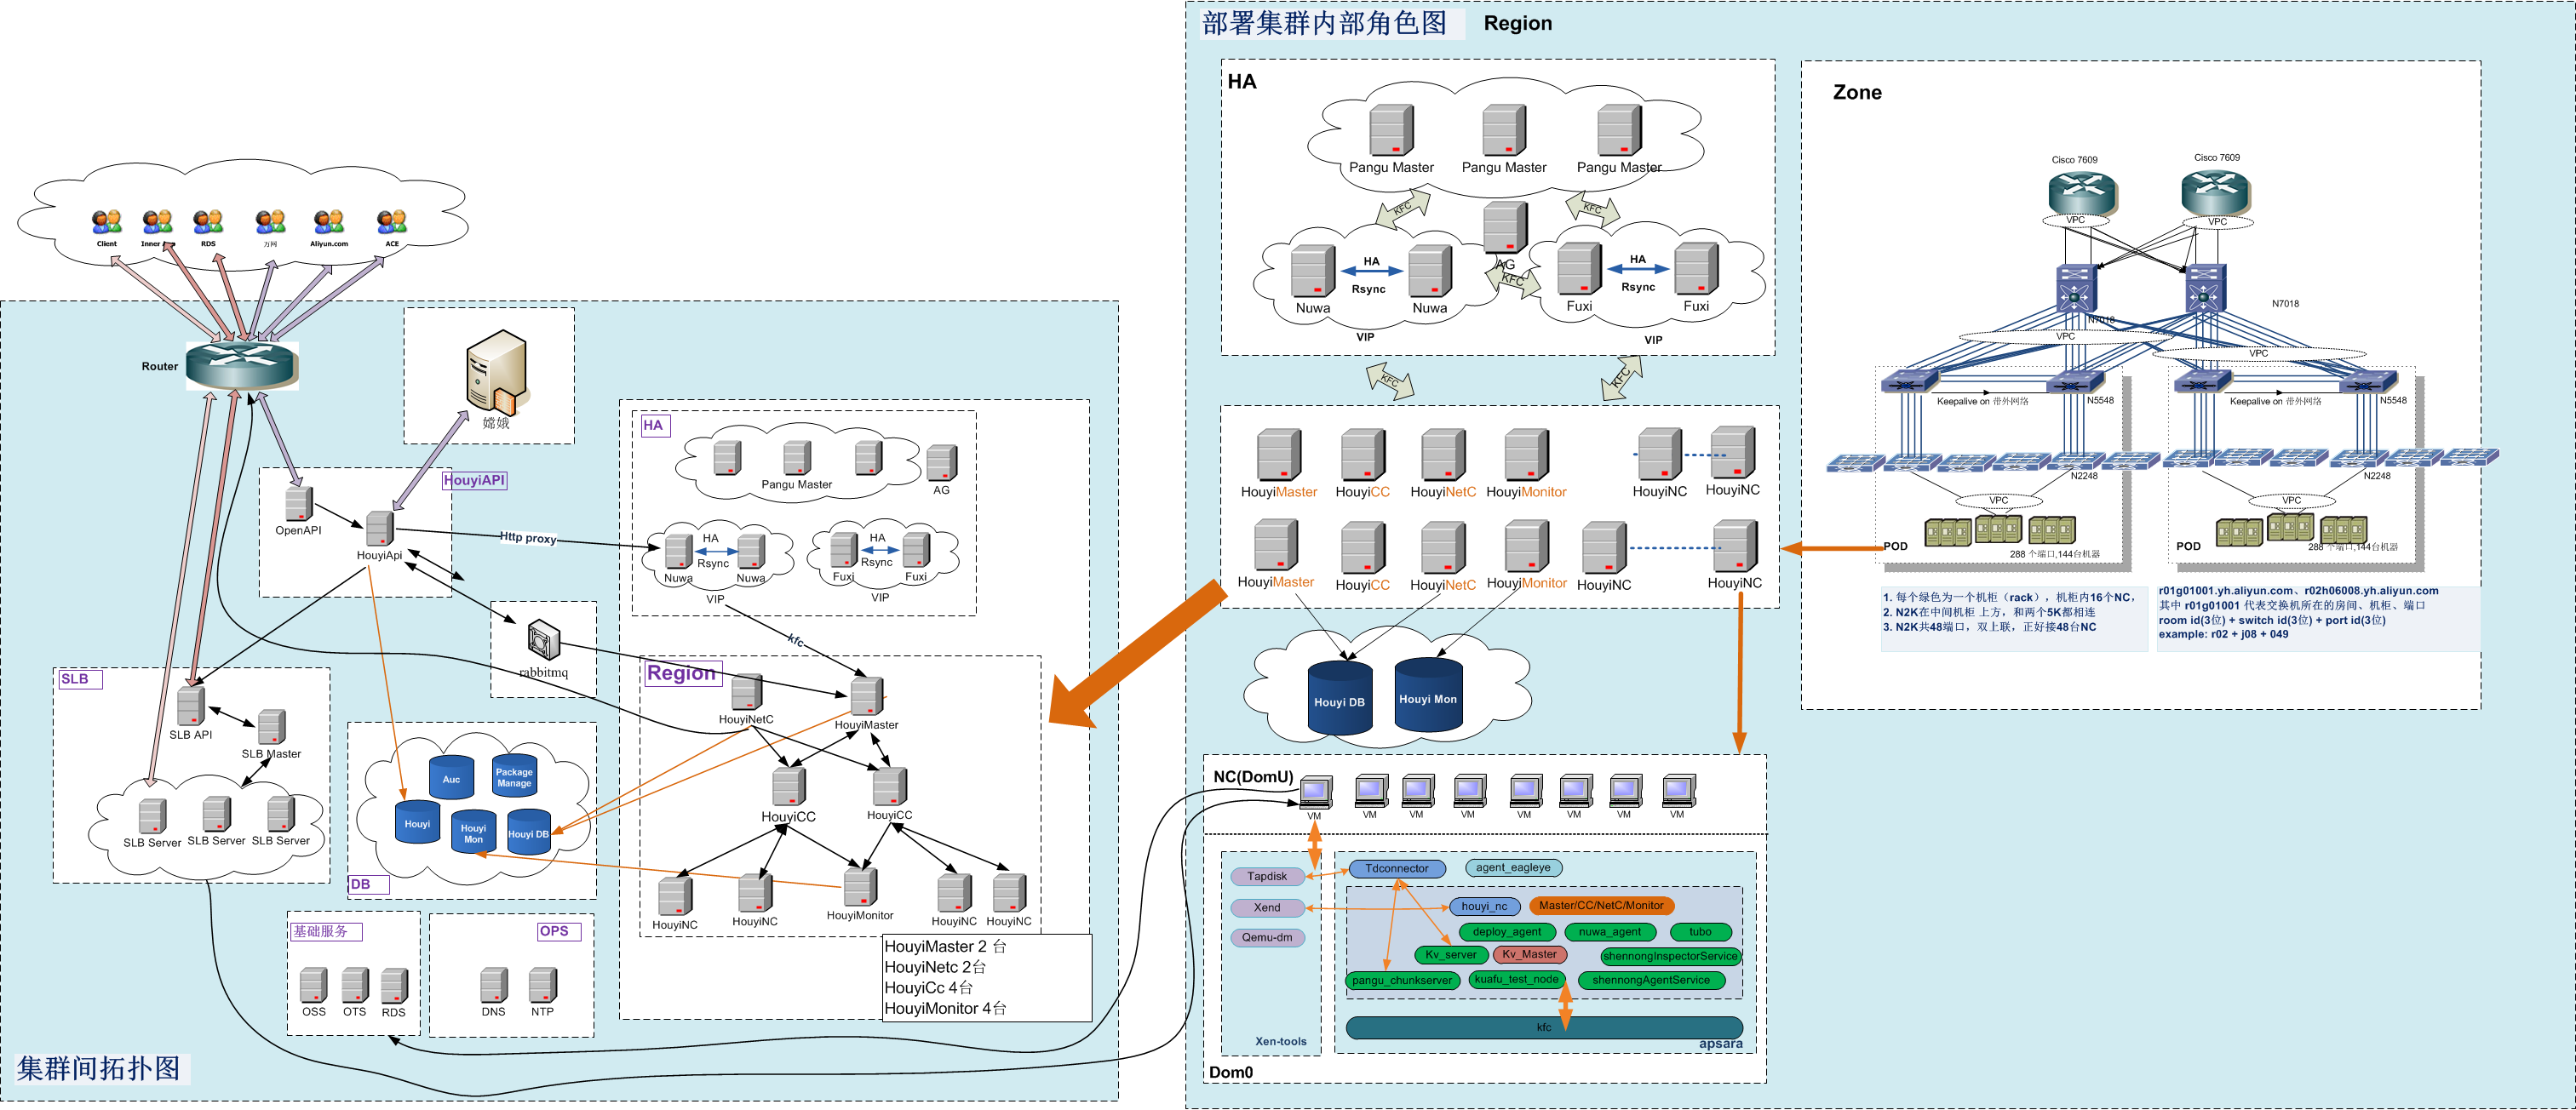 Client
Inner
RDS
万网
Aliyun.com
ACE
Router
嫦娥
HouyiAPI
OpenAPI
HouyiApi
Http proxy
HA
Pangu Master
AG
HA
Rsync
Nuwa
Nuwa
VIP
HA
Rsync
Fuxi
Fuxi
VIP
kfc
rabbitmq
SLB
SLB API
SLB Master
SLB Server
SLB Server
SLB Server
Auc
Package
Manage
Houyi
Houyi
Mon
Houyi DB
DB
Region
HouyiNetC
HouyiMaster
HouyiCC
HouyiCC
HouyiNC
HouyiNC
HouyiMonitor
HouyiNC
HouyiNC
HouyiMaster 2 台
HouyiNetc 2台
HouyiCc 4台
HouyiMonitor 4台
基础服务
OSS
OTS
RDS
OPS
DNS
NTP
集群间拓扑图
部署集群内部角色图
Region
HA
Pangu Master
Pangu Master
Pangu Master
KFC
KFC
AG
KFC
HA
Rsync
Nuwa
Nuwa
VIP
HA
Rsync
Fuxi
Fuxi
VIP
KFC
KFC
HouyiMaster
HouyiCC
HouyiNetC
HouyiMonitor
HouyiNC
HouyiNC
HouyiMaster
HouyiCC
HouyiNetC
HouyiMonitor
HouyiNC
HouyiNC
Houyi DB
Houyi Mon
NC(DomU)
VM
VM
VM
VM
VM
VM
VM
VM
Tapdisk
Xend
Qemu-dm
Xen-tools
Tdconnector
agent_eagleye
houyi_nc
Master/CC/NetC/Monitor
deploy_agent
nuwa_agent
tubo
Kv_server
Kv_Master
shennongInspectorService
pangu_chunkserver
kuafu_test_node
shennongAgentService
kfc
apsara
Dom0
Zone
Cisco 7609
Cisco 7609
VPC
VPC
N7018
N7018
VPC
VPC
Keepalive on 带外网络
N5548
Keepalive on 带外网络
N5548
N2248
N2248
VPC
VPC
POD
288 个端口,144台机器
POD
288 个端口,144台机器
1. 每个绿色为一个机柜（rack），机柜内16个NC，
2. N2K在中间机柜 上方，和两个5K都相连
3. N2K共48端口，双上联，正好接48台NC
r01g01001.yh.aliyun.com、r02h06008.yh.aliyun.com
其中 r01g01001 代表交换机所在的房间、机柜、端口
room id(3位) + switch id(3位) + port id(3位)
example: r02 + j08 + 049